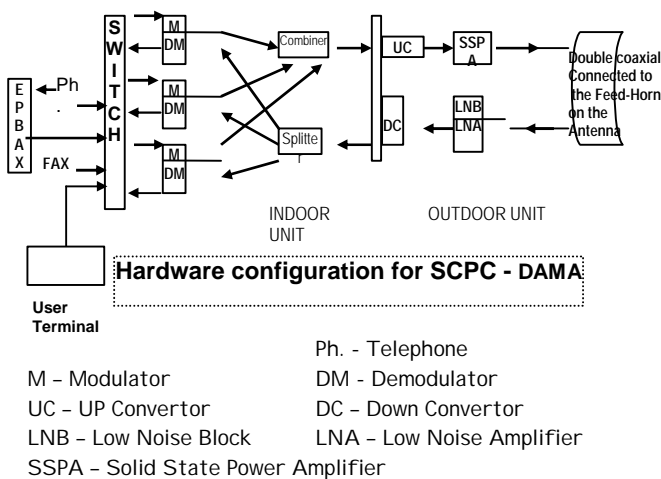 SWITCH
M
DM
M
DM
M
DM
Combiner
Splitte
r
UC
SSP
A
DC
LNB
LNA
Double coaxial
Connected to
the Feed-Horn
on the
Antenna
EPBAX
Ph
.
FAX
INDOOR
UNIT
OUTDOOR UNIT
Hardware configuration for SCPC - DAMA
User
Terminal
Ph. - Telephone
M – Modulator DM - Demodulator
UC – UP Convertor DC – Down Convertor
LNB – Low Noise Block LNA – Low Noise Amplifier
SSPA – Solid State Power Amplifier